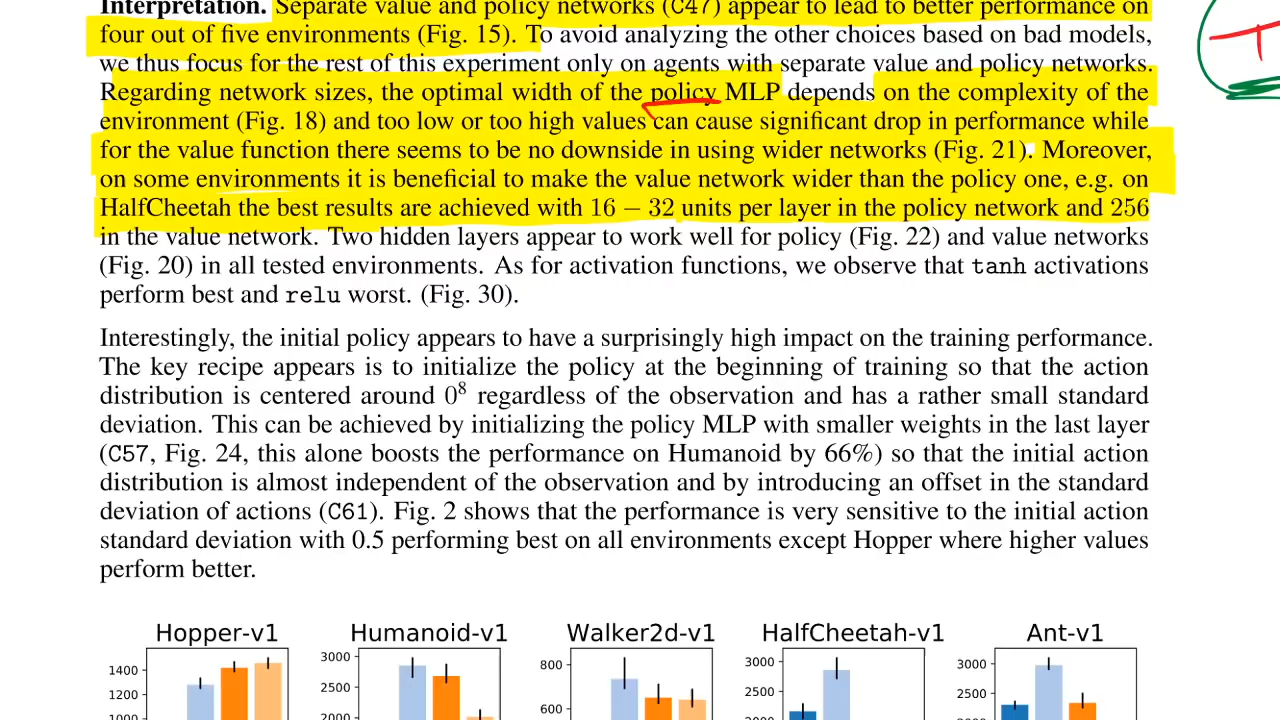 Interpretation. Separate value and policy networks (C47) appear to lead to better performance on
four out of five environments (Fig. 15). To avoid analyzing the other choices based on bad models,
we thus focus for the rest of this experiment only on agents with separate value and policy networks.
Regarding network sizes, the optimal width of the policy MLP depends on the complexity of the
environment (Fig. 18) and too low or too high values can cause significant drop in performance while
for the value function there seems to be no downside in using wider networks (Fig. 21). Moreover,
on some environments it is beneficial to make the value network wider than the policy one, e.g. on
HalfCheetah the best results are achieved with 16 − 32 units per layer in the policy network and 256
in the value network. Two hidden layers appear to work well for policy (Fig. 22) and value networks
(Fig. 20) in all tested environments. As for activation functions, we observe that tanh activations
perform best and relu worst. (Fig. 30).
Interestingly, the initial policy appears to have a surprisingly high impact on the training performance.
The key recipe appears is to initialize the policy at the beginning of training so that the action
distribution is centered around 0⁸ regardless of the observation and has a rather small standard
deviation. This can be achieved by initializing the policy MLP with smaller weights in the last layer
(C57, Fig. 24, this alone boosts the performance on Humanoid by 66%) so that the initial action
distribution is almost independent of the observation and by introducing an offset in the standard
deviation of actions (C61). Fig. 2 shows that the performance is very sensitive to the initial action
standard deviation with 0.5 performing best on all environments except Hopper where higher values
perform better.
Hopper-v1 Humanoid-v1 Walker2d-v1 HalfCheetah-v1 Ant-v1
1400 3000 800 3000 3000
1200 2500 2500 2500
1000 2000 600